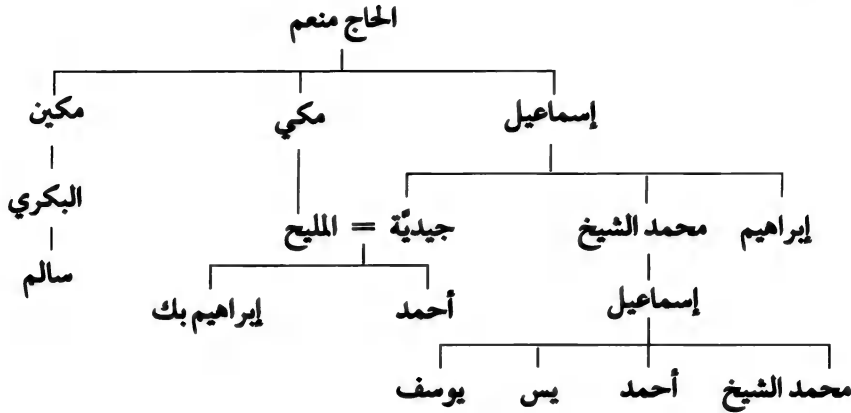 الحاج منعم
إسماعيل مكي مكين
البكري
إبراهيم محمد الشيخ جيديَّة = المليح
سالم
إسماعيل
أحمد إبراهيم بك
محمد الشيخ أحمد يس يوسف